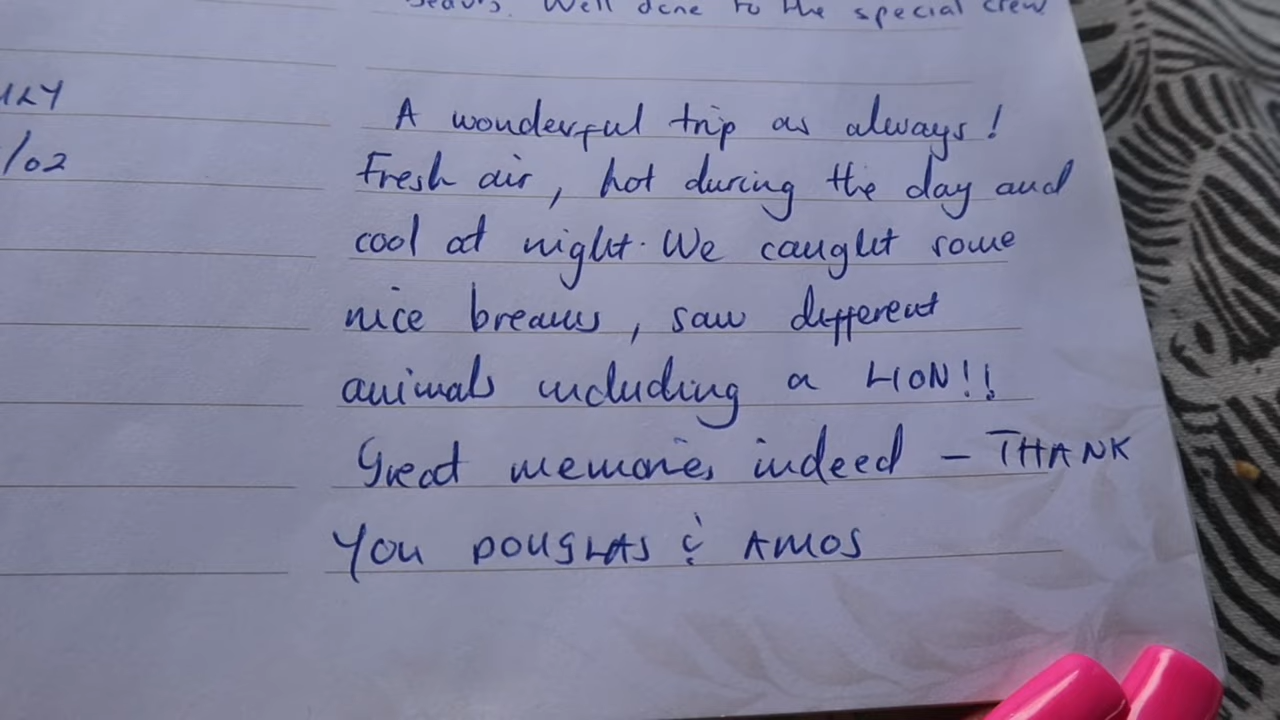 Well done to the special crew
A wonderful trip as always!
/02
Fresh air, hot during the day and
cool at night. We caught some
nice breams, saw different
animals including a LION!!
Great memories indeed – THANK
YOU DOUGLAS & AMOS